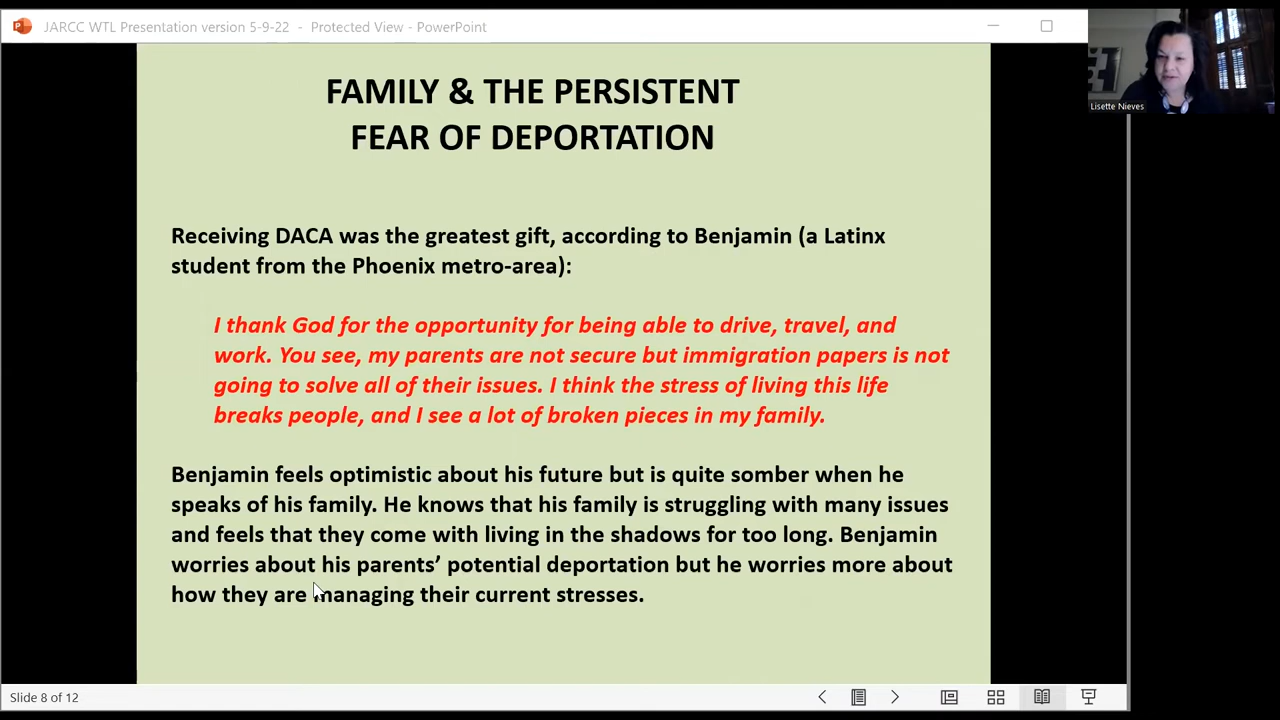 JARCC WTL Presentation version 5-9-22 - Protected View - PowerPoint
Lisette Nieves
FAMILY & THE PERSISTENT
FEAR OF DEPORTATION
Receiving DACA was the greatest gift, according to Benjamin (a Latinx
student from the Phoenix metro-area):
I thank God for the opportunity for being able to drive, travel, and
work. You see, my parents are not secure but immigration papers is not
going to solve all of their issues. I think the stress of living this life
breaks people, and I see a lot of broken pieces in my family.
Benjamin feels optimistic about his future but is quite somber when he
speaks of his family. He knows that his family is struggling with many issues
and feels that they come with living in the shadows for too long. Benjamin
worries about his parents’ potential deportation but he worries more about
how they are managing their current stresses.
Slide 8 of 12